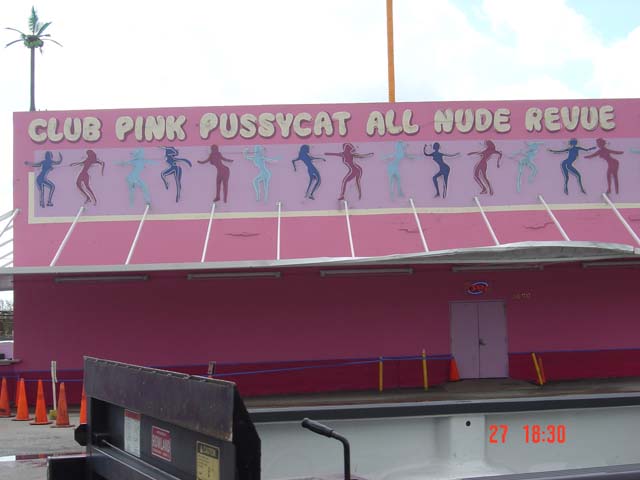 CLUB PINK PUSSYCAT ALL NUDE REVUE
27 18:30